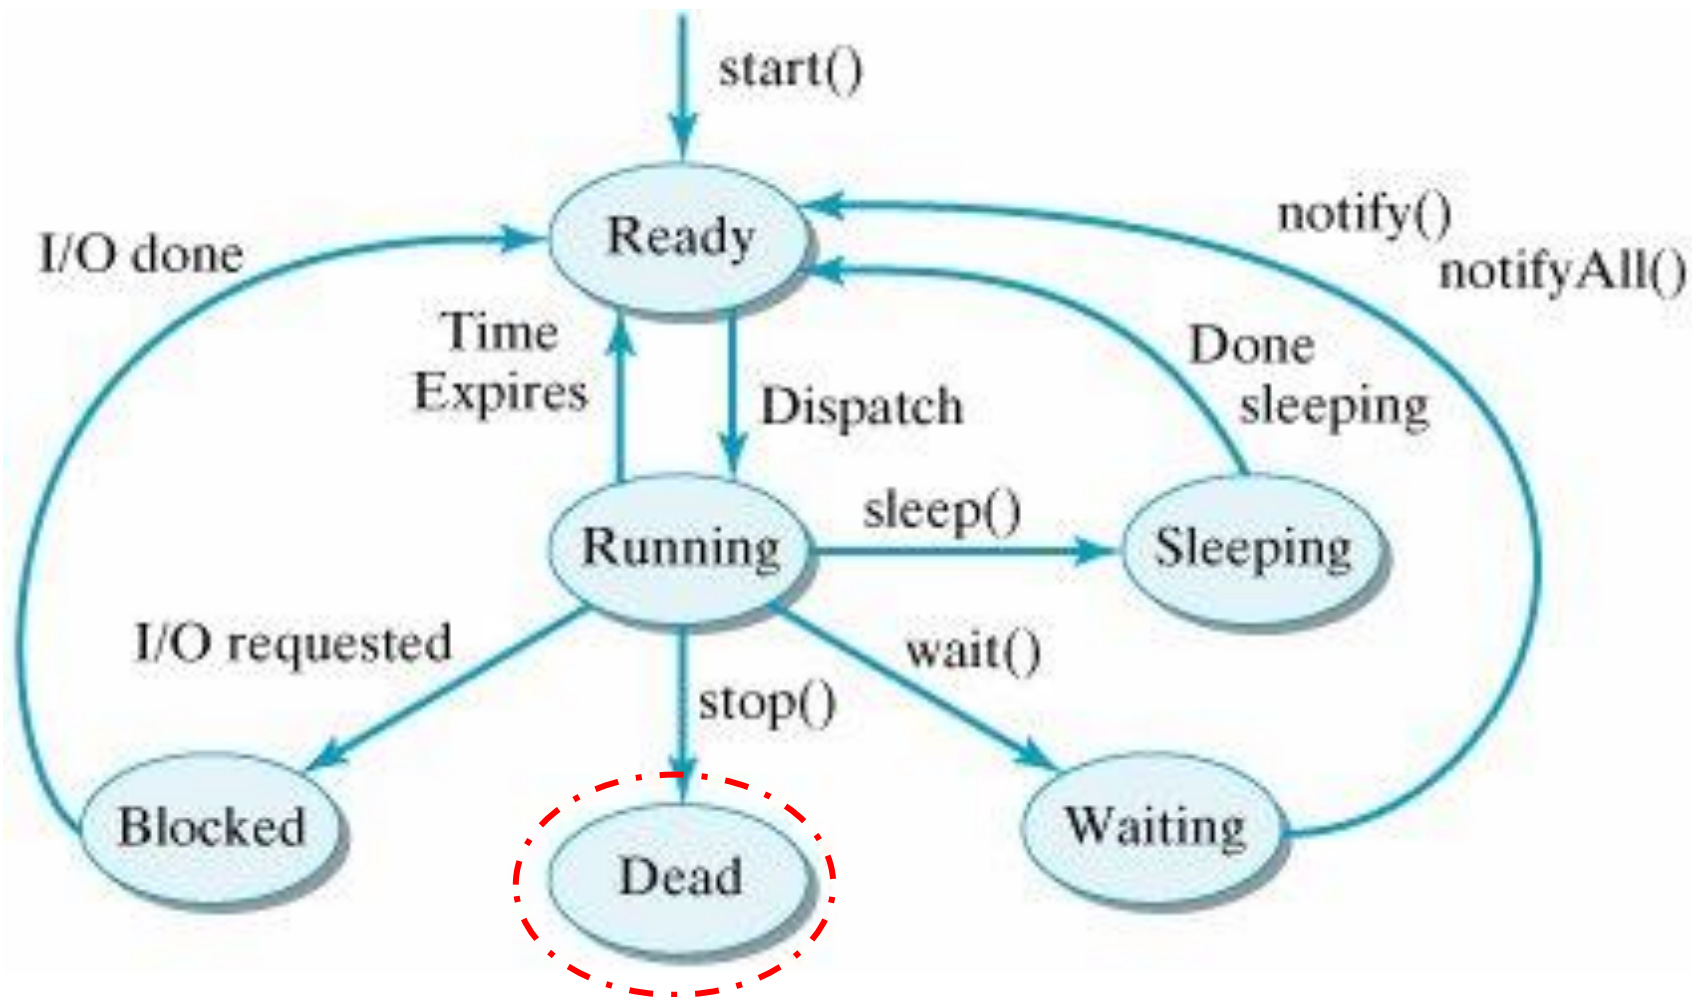 start()
notify()
notifyAll()
I/O done
Ready
Time
Expires
Done
sleeping
Dispatch
sleep()
Running
Sleeping
I/O requested
wait()
stop()
Blocked
Waiting
Dead